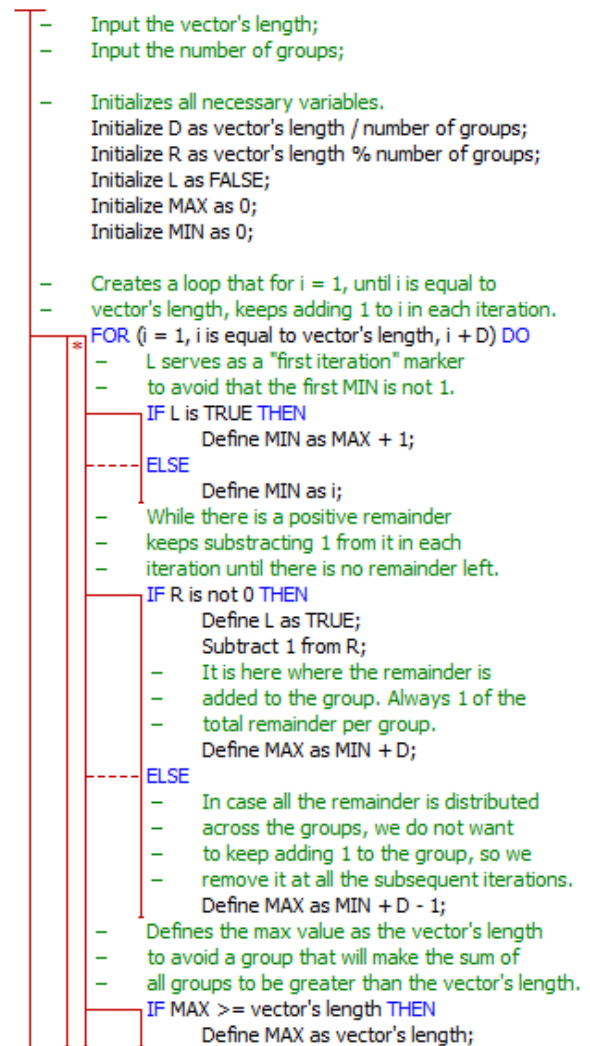 – Input the vector's length;
– Input the number of groups;
– Initializes all necessary variables.
Initialize D as vector's length / number of groups;
Initialize R as vector's length % number of groups;
Initialize L as FALSE;
Initialize MAX as 0;
Initialize MIN as 0;
– Creates a loop that for i = 1, until i is equal to
– vector's length, keeps adding 1 to i in each iteration.
* FOR (i = 1, i is equal to vector's length, i + D) DO
– L serves as a "first iteration" marker
– to avoid that the first MIN is not 1.
IF L is TRUE THEN
Define MIN as MAX + 1;
ELSE
Define MIN as i;
– While there is a positive remainder
– keeps substracting 1 from it in each
– iteration until there is no remainder left.
IF R is not 0 THEN
Define L as TRUE;
Subtract 1 from R;
– It is here where the remainder is
– added to the group. Always 1 of the
– total remainder per group.
Define MAX as MIN + D;
ELSE
– In case all the remainder is distributed
– across the groups, we do not want
– to keep adding 1 to the group, so we
– remove it at all the subsequent iterations.
Define MAX as MIN + D - 1;
– Defines the max value as the vector's length
– to avoid a group that will make the sum of
– all groups to be greater than the vector's length.
IF MAX >= vector's length THEN
Define MAX as vector's length;